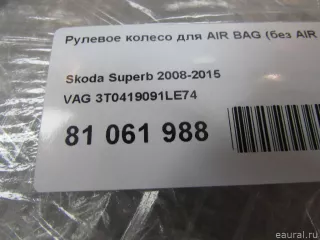 Рулевое колесо для AIR BAG (без AIR
Skoda Superb 2008-2015
VAG 3T0419091LE74
81 061 988
eaural.ru